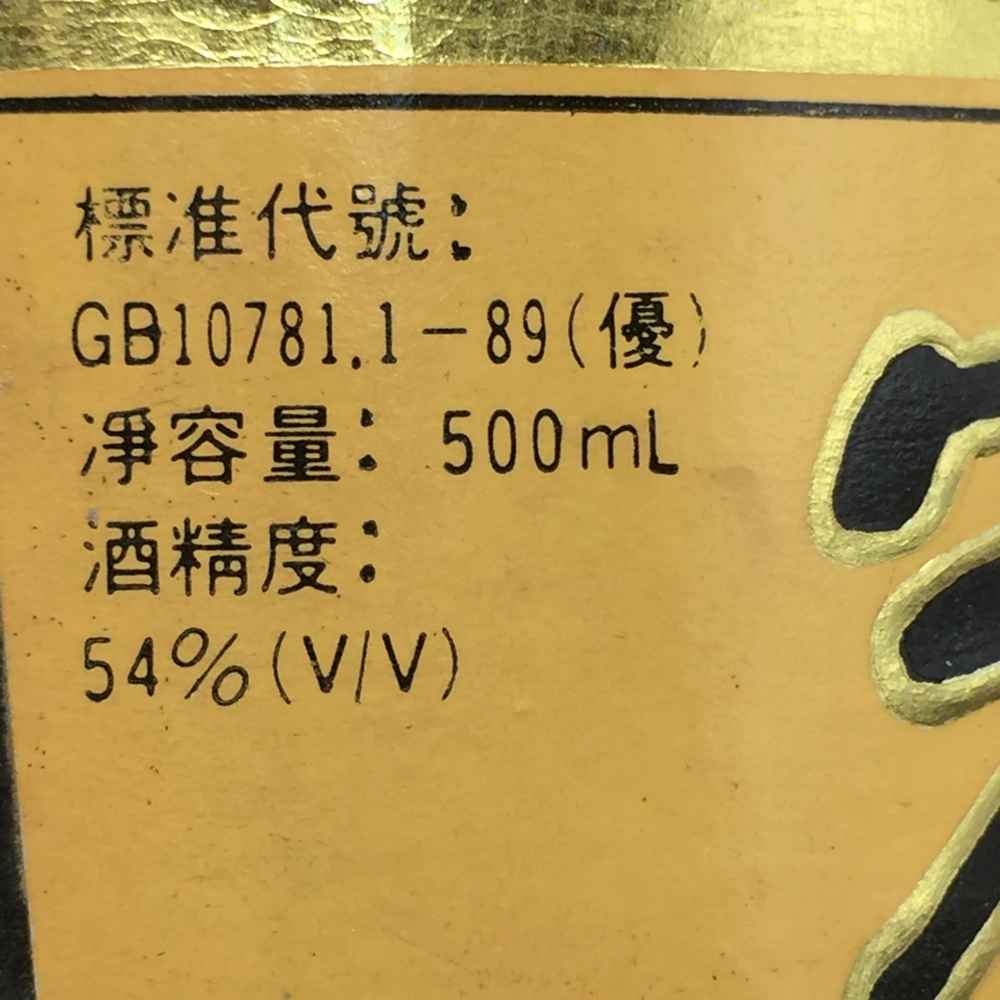 標准代號：
GB10781.1－89(優)
淨容量：500mL
酒精度：
54%(V/V)